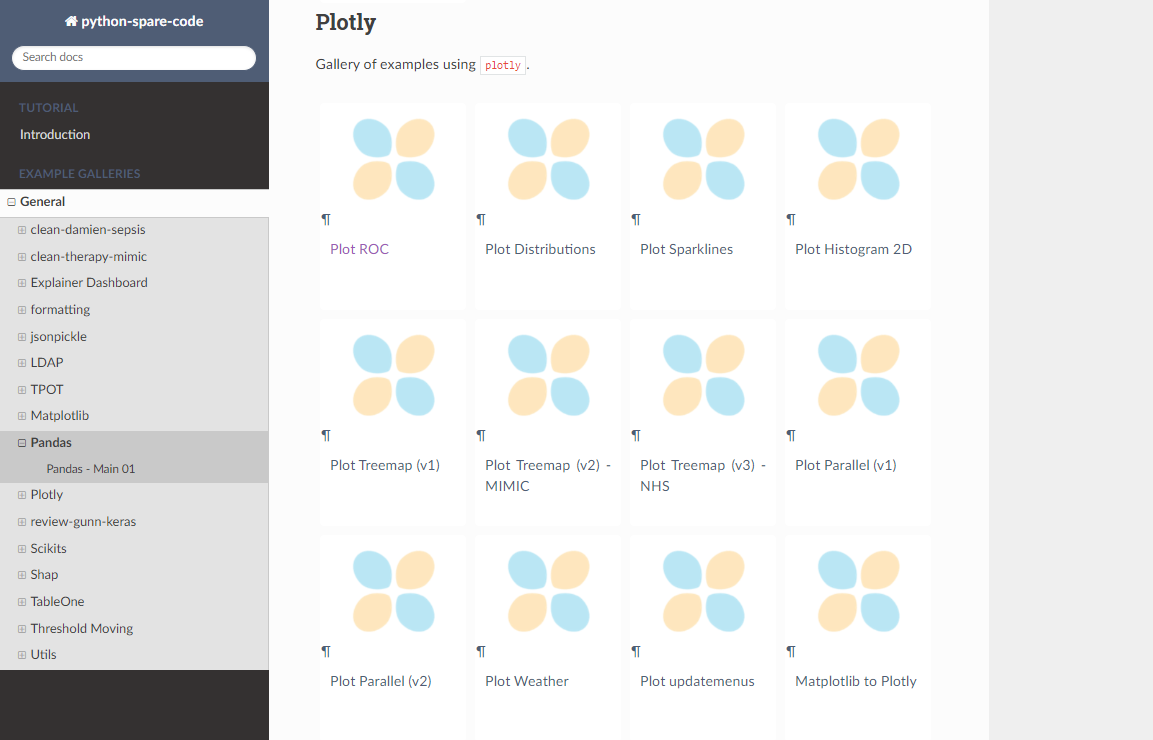 python-spare-code
Search docs
TUTORIAL
Introduction
EXAMPLE GALLERIES
General
clean-damien-sepsis
clean-therapy-mimic
Explainer Dashboard
formatting
jsonpickle
LDAP
TPOT
Matplotlib
Pandas
Pandas - Main 01
Plotly
review-gunn-keras
Scikits
Shap
TableOne
Threshold Moving
Utils
Plotly
Gallery of examples using plotly.
¶ ¶ ¶ ¶
Plot ROC
Plot Distributions
Plot Sparklines
Plot Histogram 2D
¶ ¶ ¶ ¶
Plot Treemap (v1)
Plot Treemap (v2) -
MIMIC
Plot Treemap (v3) -
NHS
Plot Parallel (v1)
¶ ¶ ¶ ¶
Plot Parallel (v2)
Plot Weather
Plot updatemenus
Matplotlib to Plotly